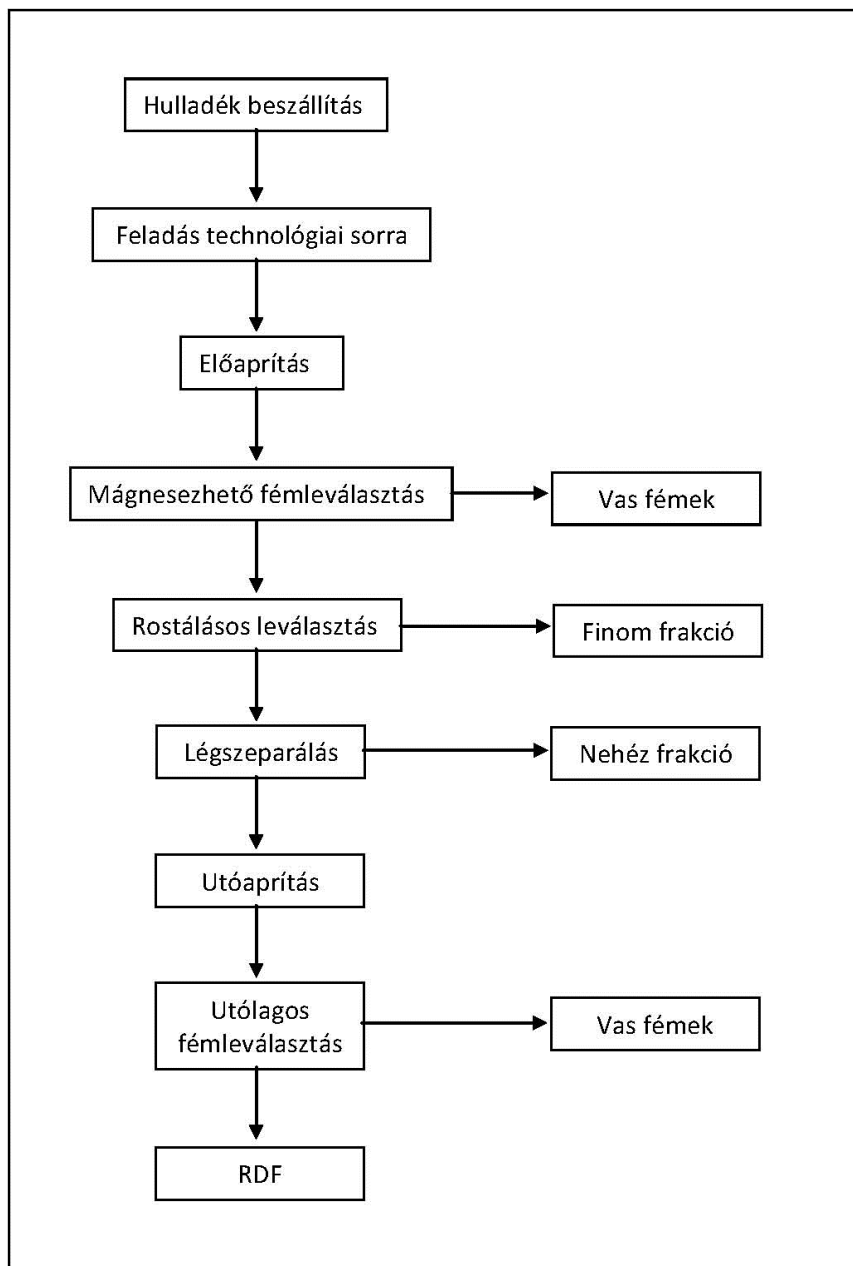 Hulladék beszállítás
Feladás technológiai sorra
Előaprítás
Mágnesezhető fémleválasztás
Vas fémek
Rostálásos leválasztás
Finom frakció
Légszeparálás
Nehéz frakció
Utóaprítás
Utólagos
fémleválasztás
Vas fémek
RDF